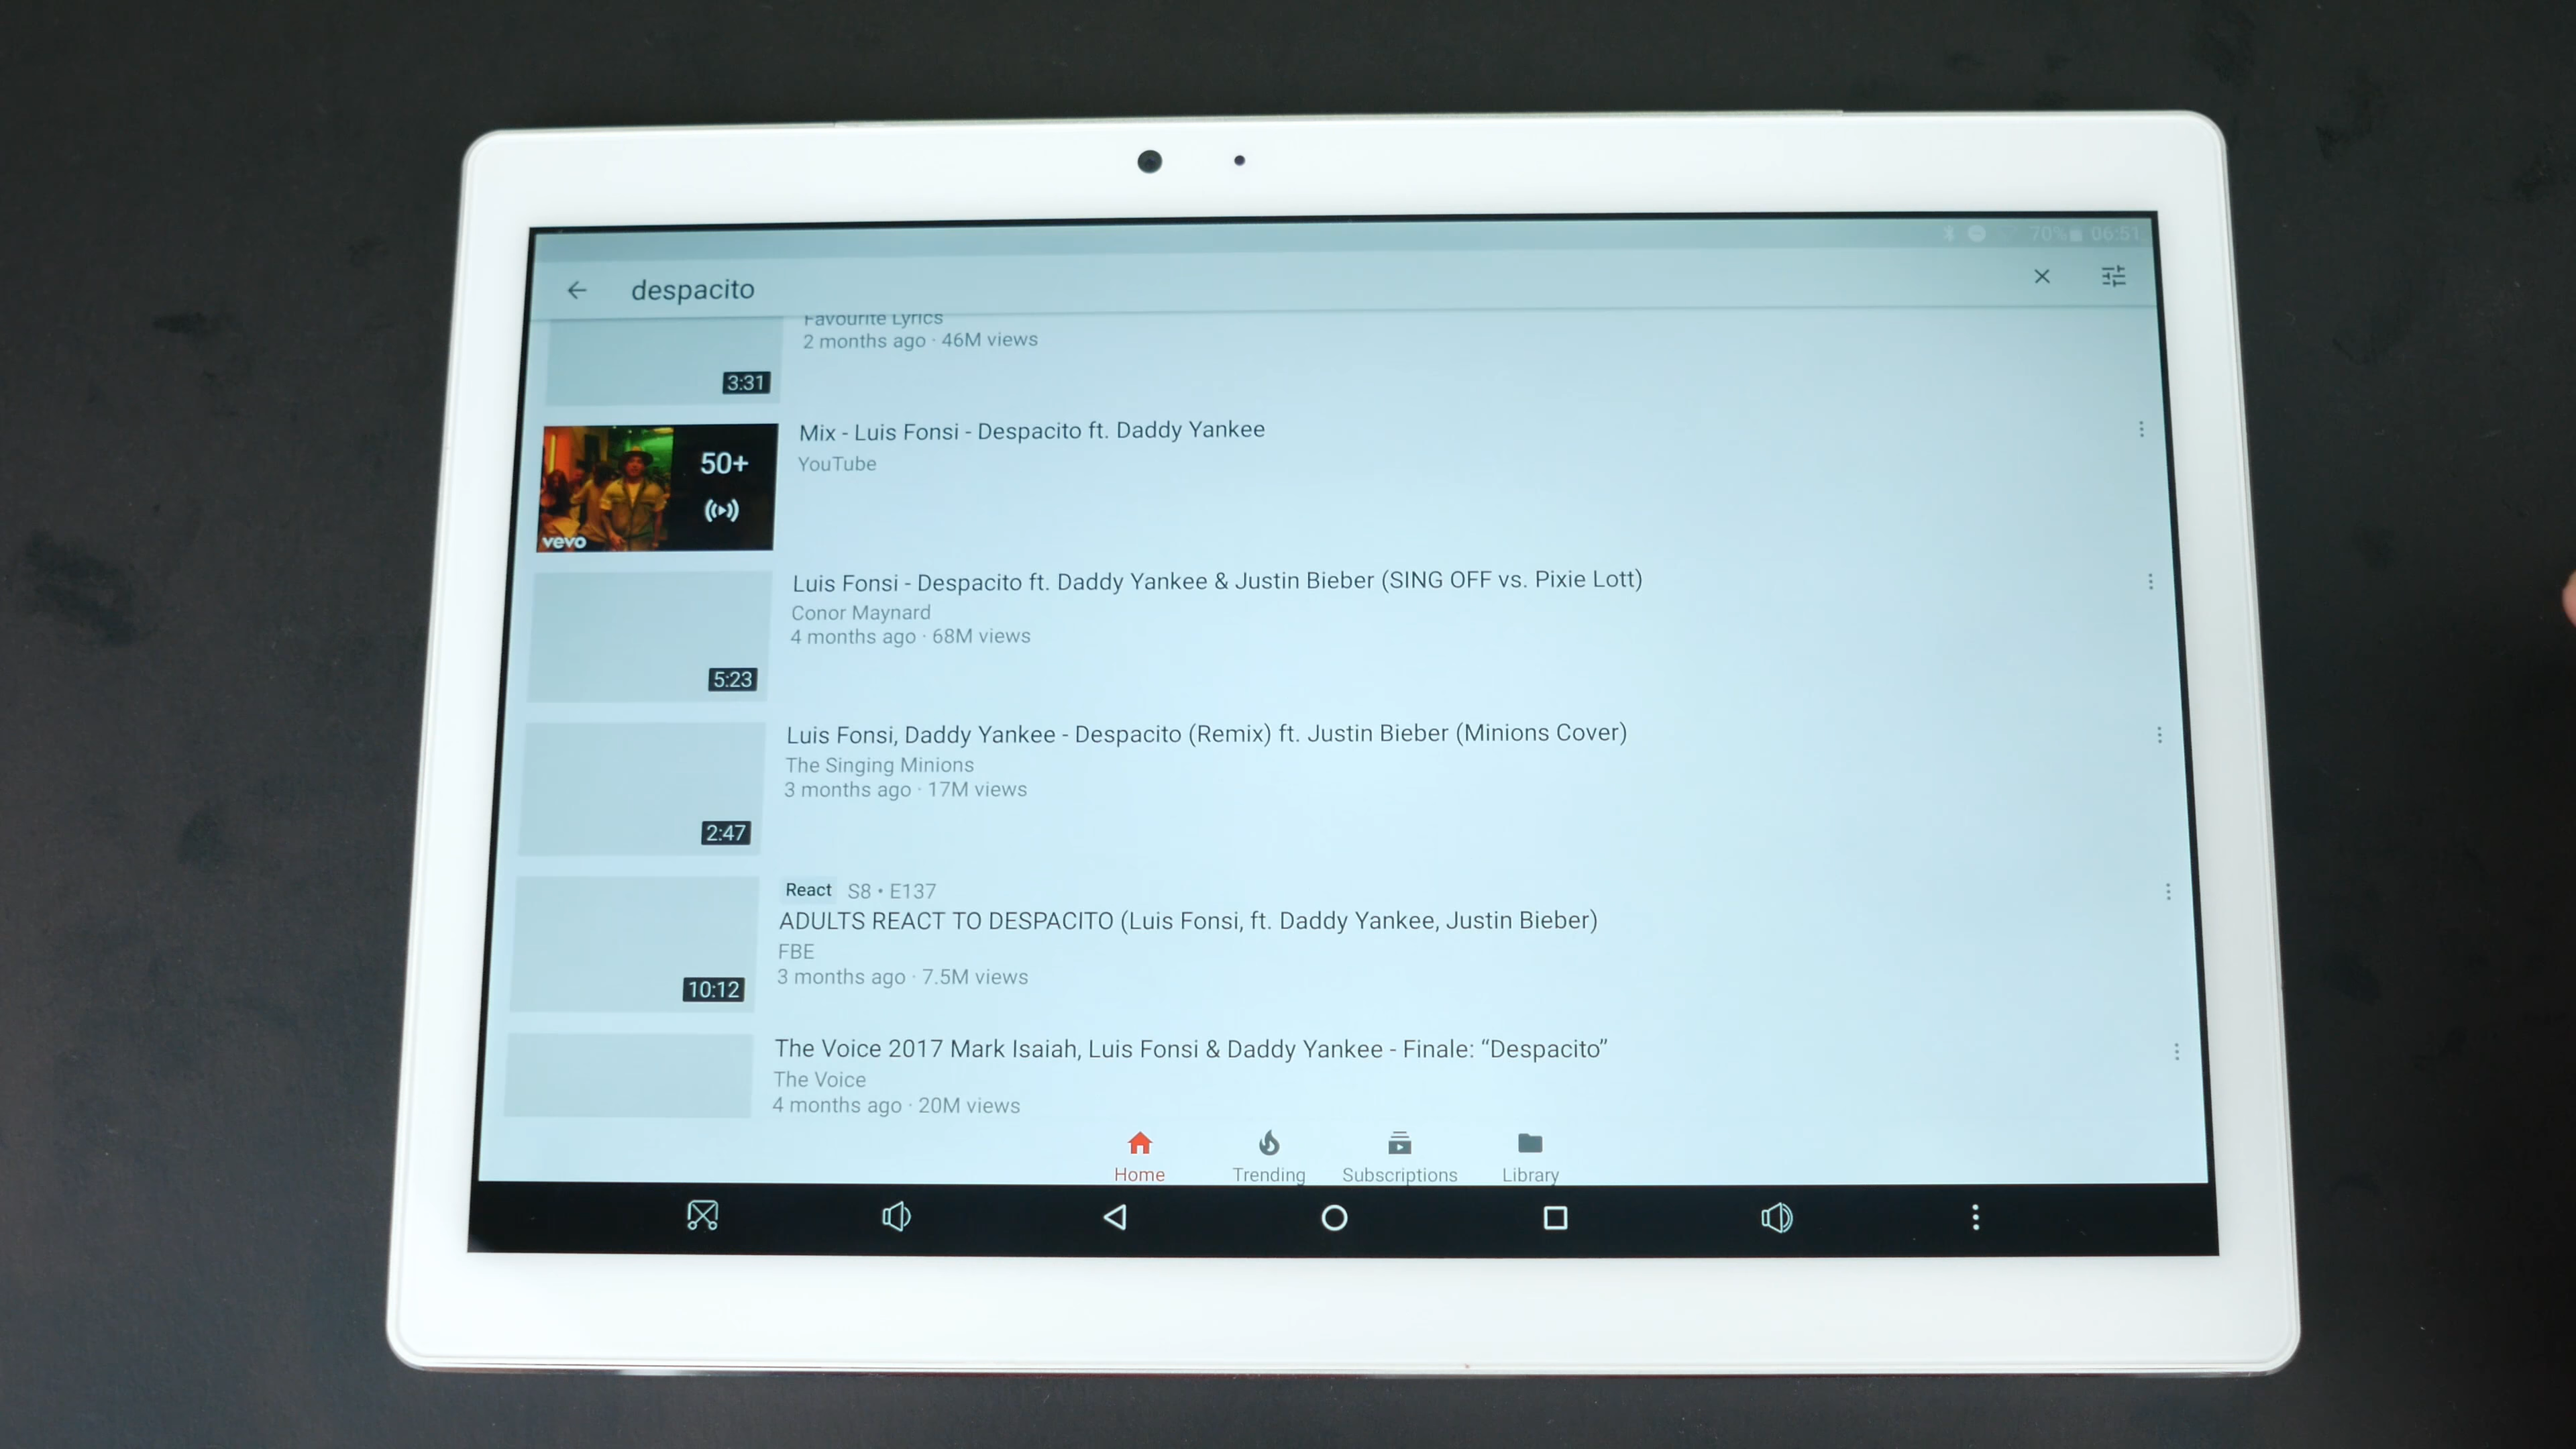 70% 06:51
despacito
Favourite Lyrics
2 months ago · 46M views
3:31
Mix - Luis Fonsi - Despacito ft. Daddy Yankee
YouTube
50+
vevo
Luis Fonsi - Despacito ft. Daddy Yankee & Justin Bieber (SING OFF vs. Pixie Lott)
Conor Maynard
4 months ago · 68M views
5:23
Luis Fonsi, Daddy Yankee - Despacito (Remix) ft. Justin Bieber (Minions Cover)
The Singing Minions
3 months ago · 17M views
2:47
React S8 • E137
ADULTS REACT TO DESPACITO (Luis Fonsi, ft. Daddy Yankee, Justin Bieber)
FBE
3 months ago · 7.5M views
10:12
The Voice 2017 Mark Isaiah, Luis Fonsi & Daddy Yankee - Finale: “Despacito”
The Voice
4 months ago · 20M views
Home Trending Subscriptions Library